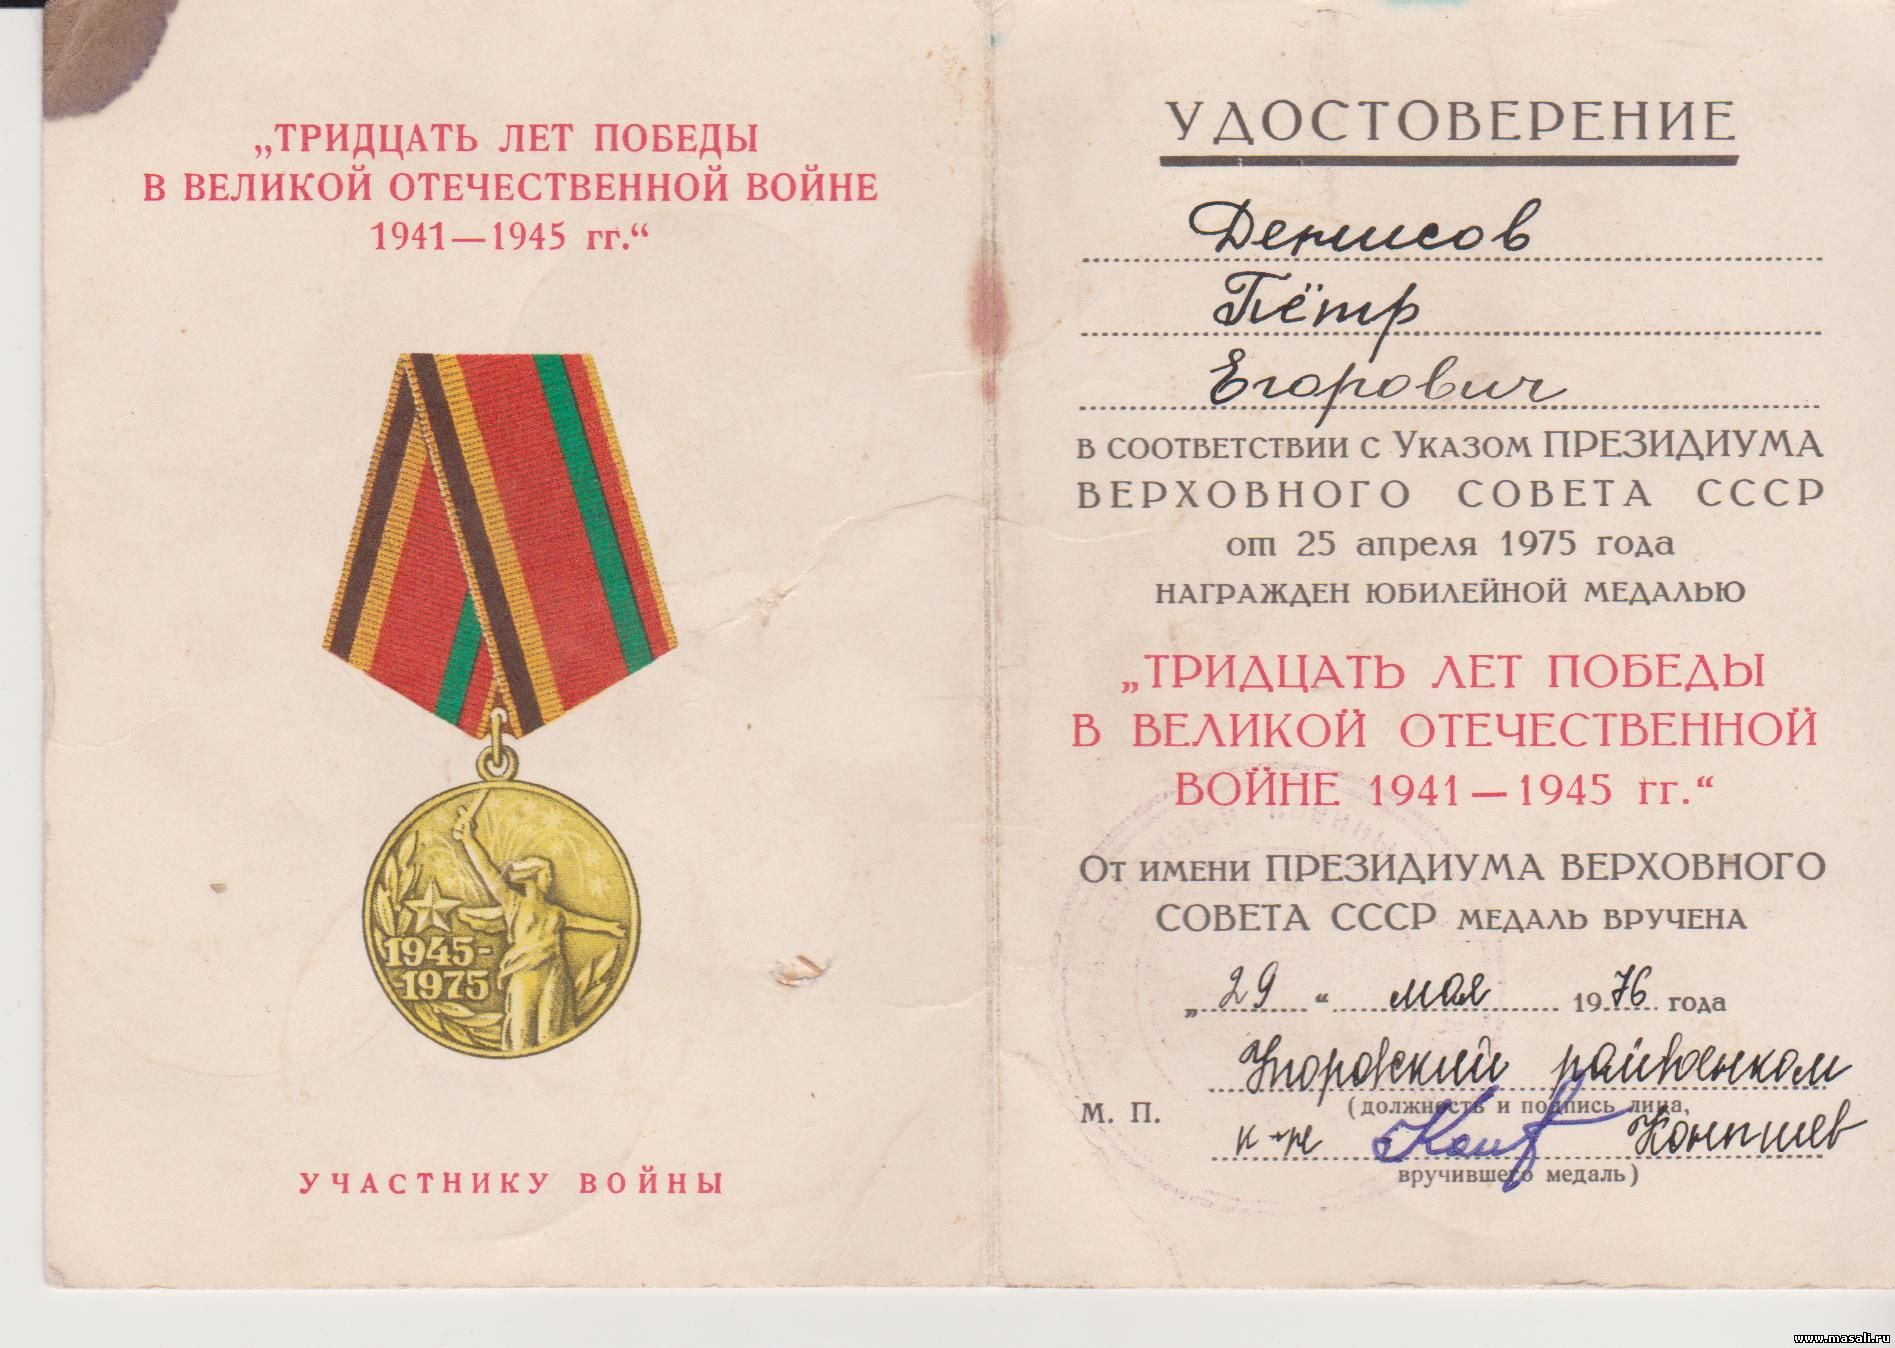 „ТРИДЦАТЬ ЛЕТ ПОБЕДЫ
В ВЕЛИКОЙ ОТЕЧЕСТВЕННОЙ ВОЙНЕ
1941—1945 гг.“
1945-
-1975
УЧАСТНИКУ ВОЙНЫ
УДОСТОВЕРЕНИЕ
Денисов
Пётр
Егорович
В СООТВЕТСТВИИ С УКАЗОМ ПРЕЗИДИУМА
ВЕРХОВНОГО СОВЕТА СССР
от 25 апреля 1975 года
НАГРАЖДЕН ЮБИЛЕЙНОЙ МЕДАЛЬЮ
„ТРИДЦАТЬ ЛЕТ ПОБЕДЫ
В ВЕЛИКОЙ ОТЕЧЕСТВЕННОЙ
ВОЙНЕ 1941—1945 гг.“
ОТ ИМЕНИ ПРЕЗИДИУМА ВЕРХОВНОГО
СОВЕТА СССР МЕДАЛЬ ВРУЧЕНА
„29“ мая 1976 года
райвоенком
М. П.
(должность и подпись лица,
вручившего медаль)
www.masali.ru